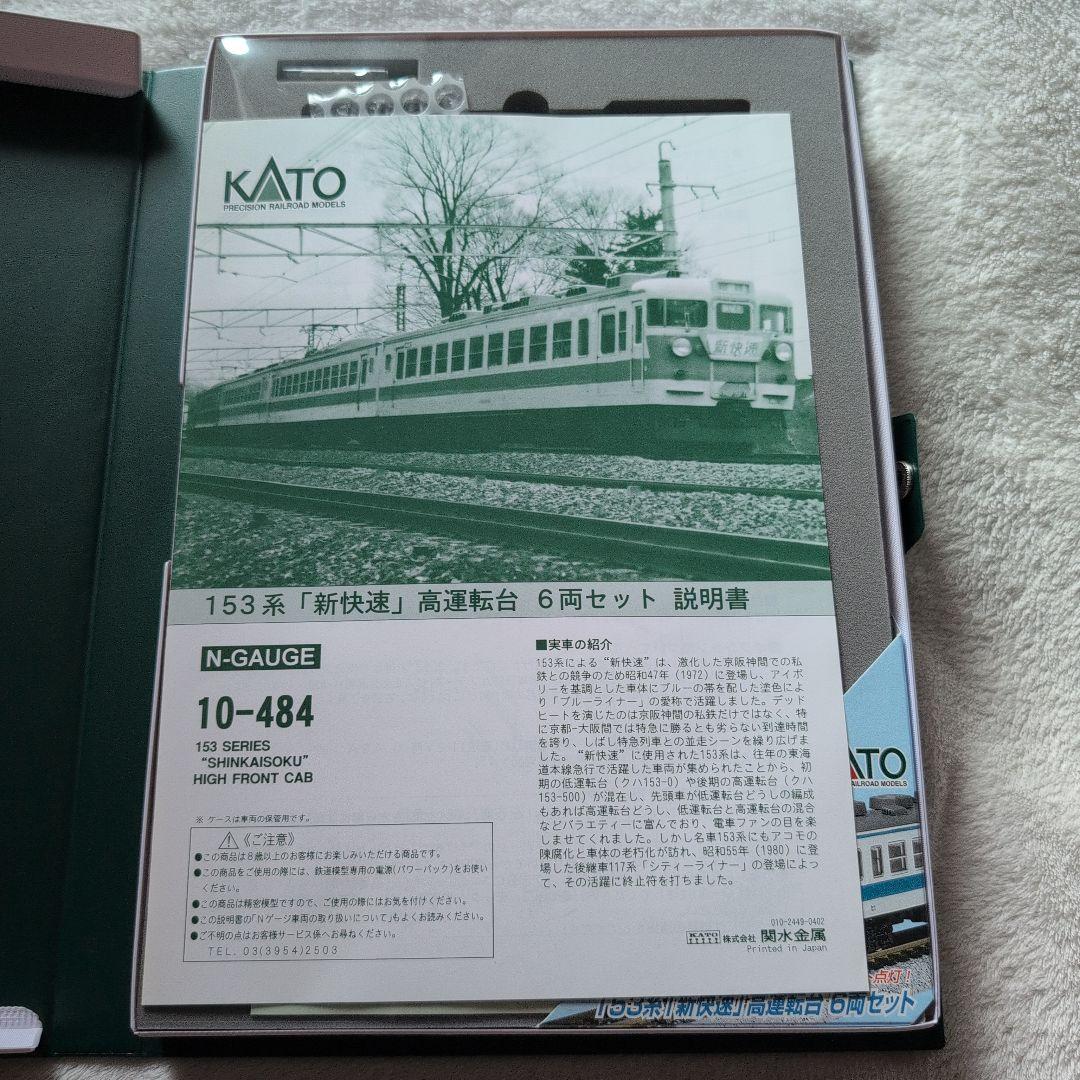 KATO
PRECISION RAILROAD MODELS
新快速
153系「新快速」高運転台 6両セット 説明書
N-GAUGE
10-484
153 SERIES
"SHINKAISOKU"
HIGH FRONT CAB
※ ケースは車両の保管用です。
⚠《ご注意》
●この商品は8歳以上のお客様にお楽しみいただける商品です。
●この商品をご使用の際には、鉄道模型専用の電源(パワーパック)をお使い
ください。
●この商品は精密模型ですので、ご使用の際にはお気を付けください。
●この説明書の「Nゲージ車両の取り扱いについて」もよくお読みください。
●ご不明の点はお客様サービス係へお尋ねください。
TEL. 03(3954)2503
■実車の紹介
153系による“新快速”は、激化した京阪神間での私
鉄との競争のため昭和47年（1972）に登場し、アイボ
リーを基調とした車体にブルーの帯を配した塗色によ
り「ブルーライナー」の愛称で活躍しました。デッド
ヒートを演じたのは京阪神間の私鉄だけではなく、特
に京都-大阪間では特急に勝るとも劣らない到達時間
を誇り、しばし特急列車との並走シーンを繰り広げま
した。“新快速”に使用された153系は、往年の東海
道本線急行で活躍した車両が集められたことから、初
期の低運転台（クハ153-0）や後期の高運転台（クハ
153-500）が混在し、先頭車が低運転台どうしの編成
もあれば高運転台どうし、低運転台と高運転台の混合
などバラエティーに富んでおり、電車ファンの目を楽
しませてくれました。しかし名車153系にもアコモの
陳腐化と車体の老朽化が訪れ、昭和55年（1980）に登
場した後継車117系「シティーライナー」の登場によっ
て、その活躍に終止符を打ちました。
010-2449-0402
KATO 株式会社 関水金属
Printed in Japan
ATO
AILROAD MODELS
点灯！
153系「新快速」高運転台 6両セット